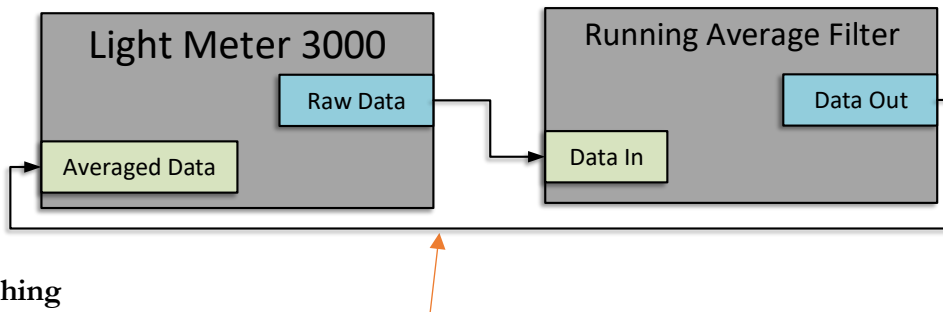 Light Meter 3000
Running Average Filter
Raw Data
Data Out
Averaged Data
Data In
hing